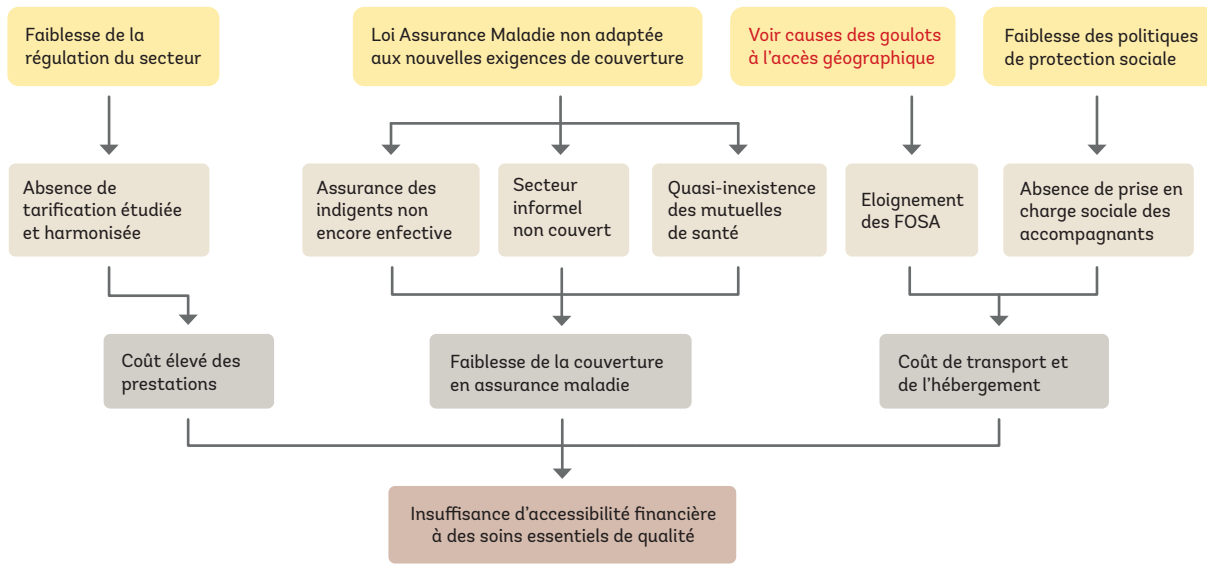 Faiblesse de la
régulation du secteur
Loi Assurance Maladie non adaptée
aux nouvelles exigences de couverture
Voir causes des goulots
à l'accès géographique
Faiblesse des politiques
de protection sociale
Absence de
tarification étudiée
et harmonisée
Assurance des
indigents non
encore enfective
Secteur
informel
non couvert
Quasi-inexistence
des mutuelles
de santé
Eloignement
des FOSA
Absence de prise en
charge sociale des
accompagnants
Coût élevé des
prestations
Faiblesse de la couverture
en assurance maladie
Coût de transport et
de l'hébergement
Insuffisance d'accessibilité financière
à des soins essentiels de qualité